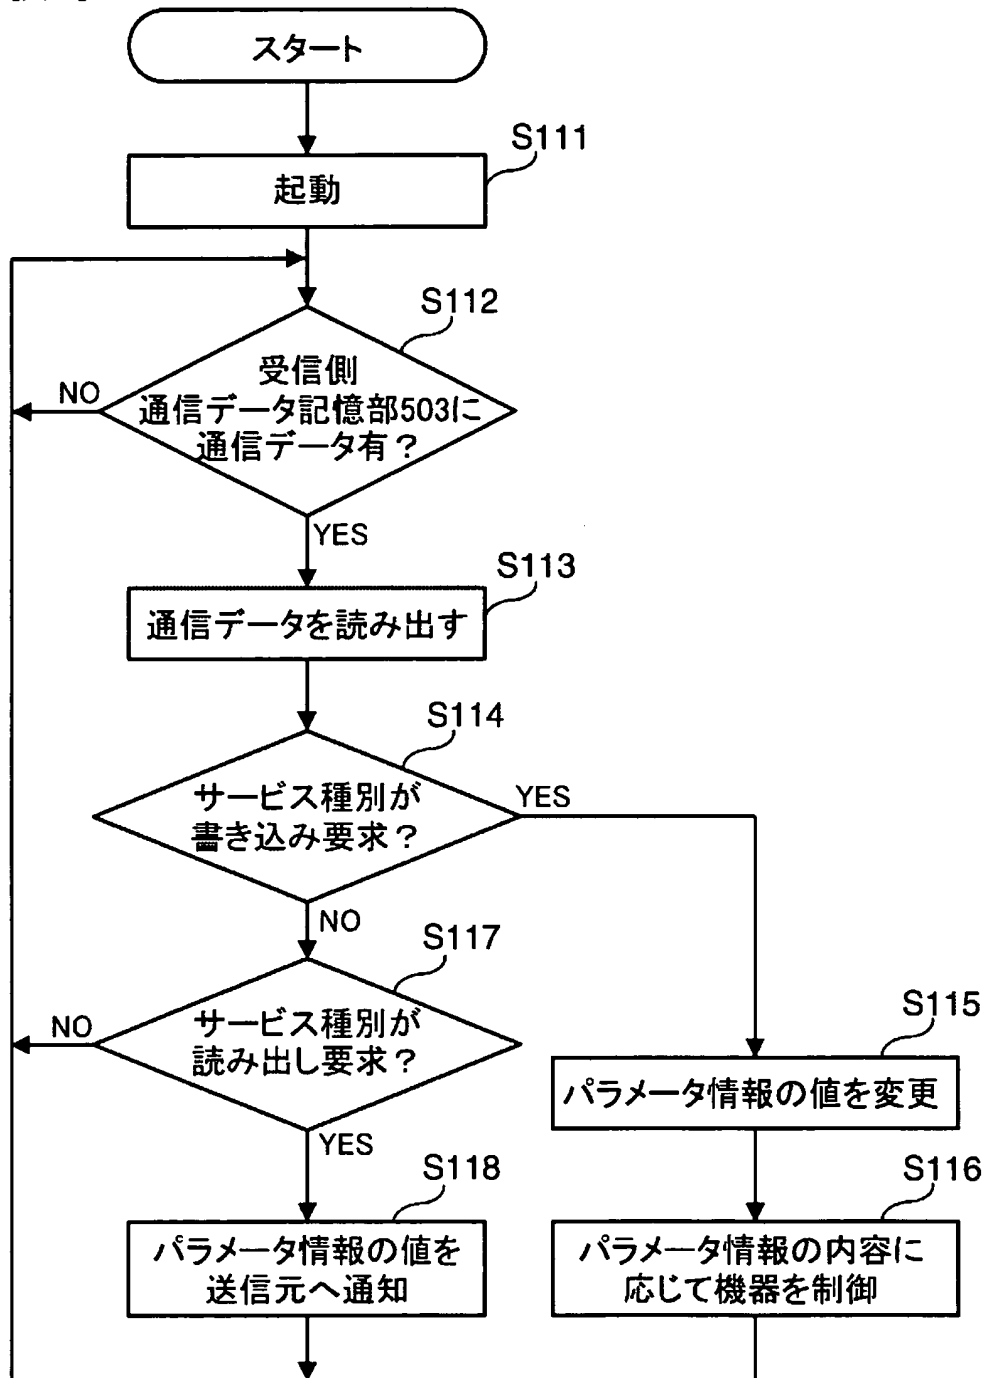 スタート
S111
起動
S112
受信側
通信データ記憶部503に
通信データ有？
NO
YES
S113
通信データを読み出す
S114
サービス種別が
書き込み要求？
YES
NO
S117
サービス種別が
読み出し要求？
NO
YES
S115
パラメータ情報の値を変更
S118
パラメータ情報の値を
送信元へ通知
S116
パラメータ情報の内容に
応じて機器を制御